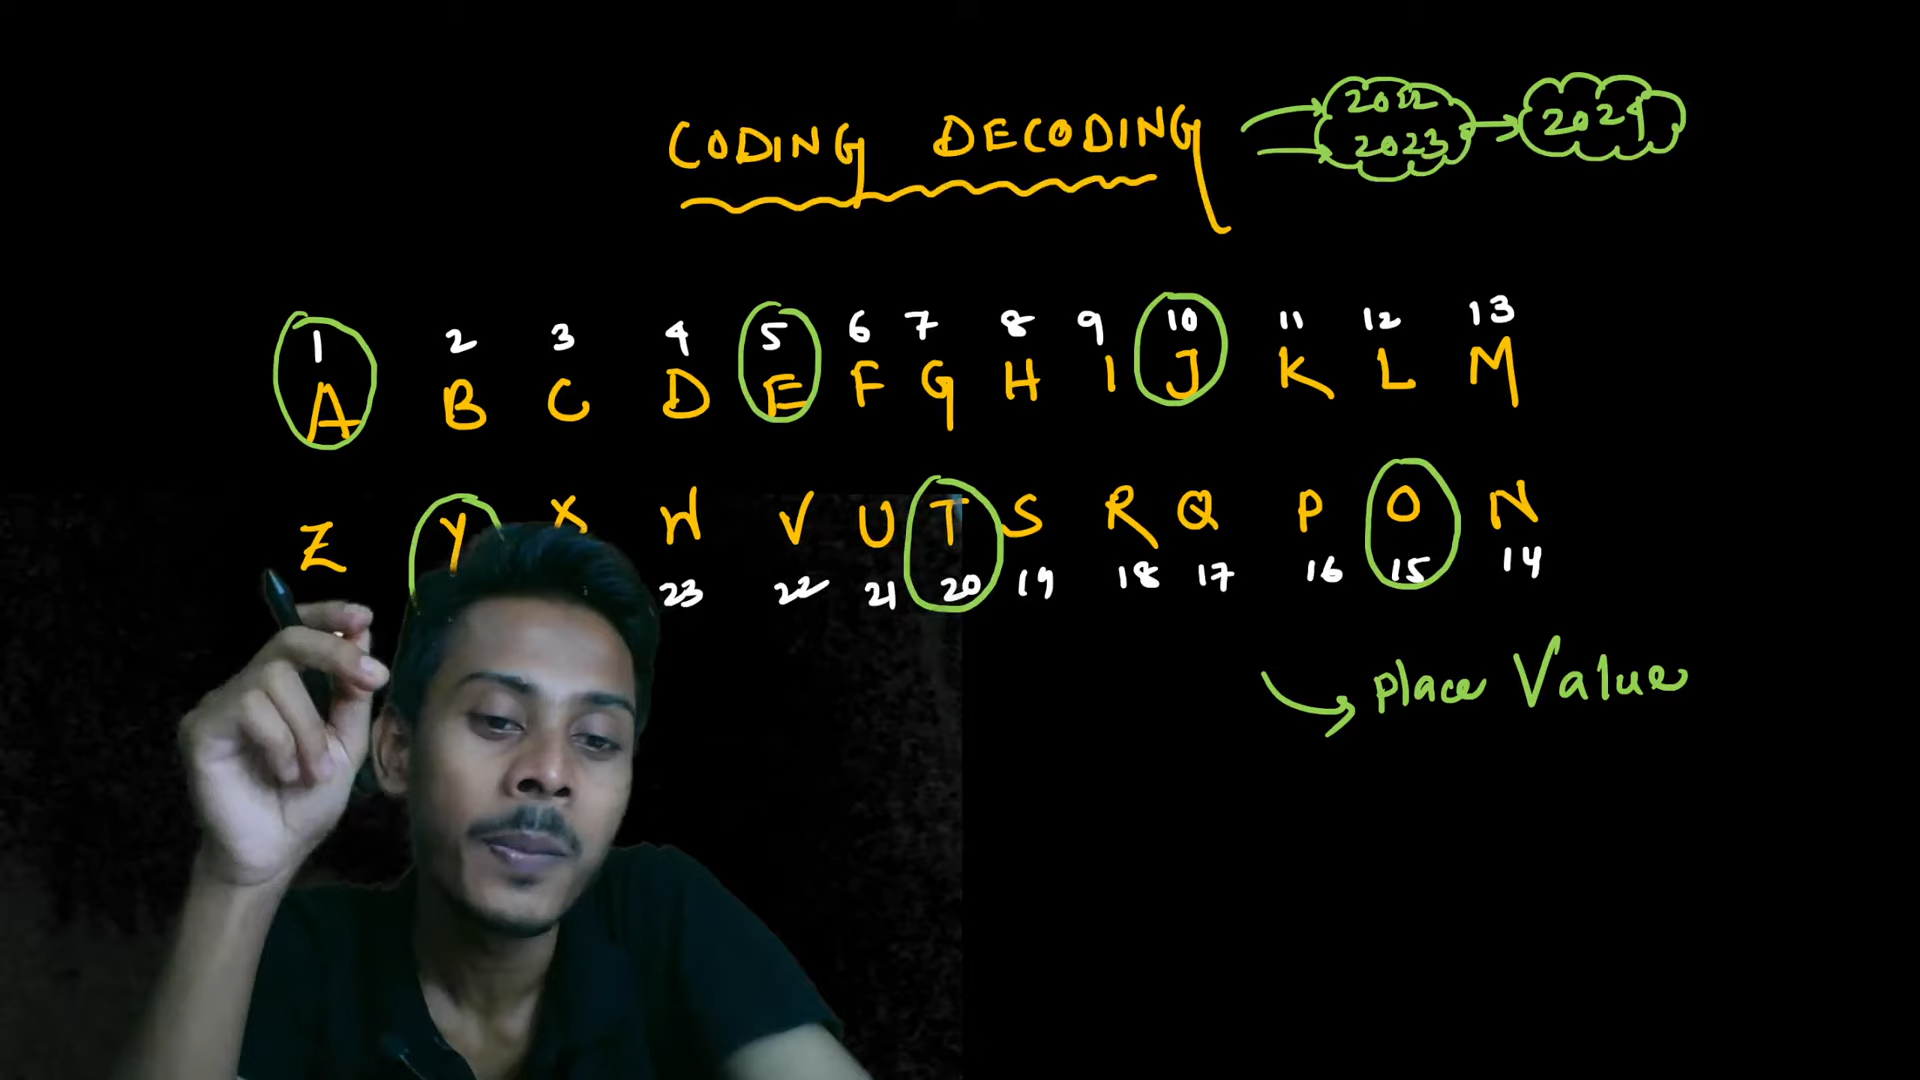 CODING DECODING
2022
2023
2024
1 2 3 4 5 6 7 8 9 10 11 12 13
A B C D E F G H I J K L M
Z Y X W V U T S R Q P O N
23 22 21 20 19 18 17 16 15 14
Place Value